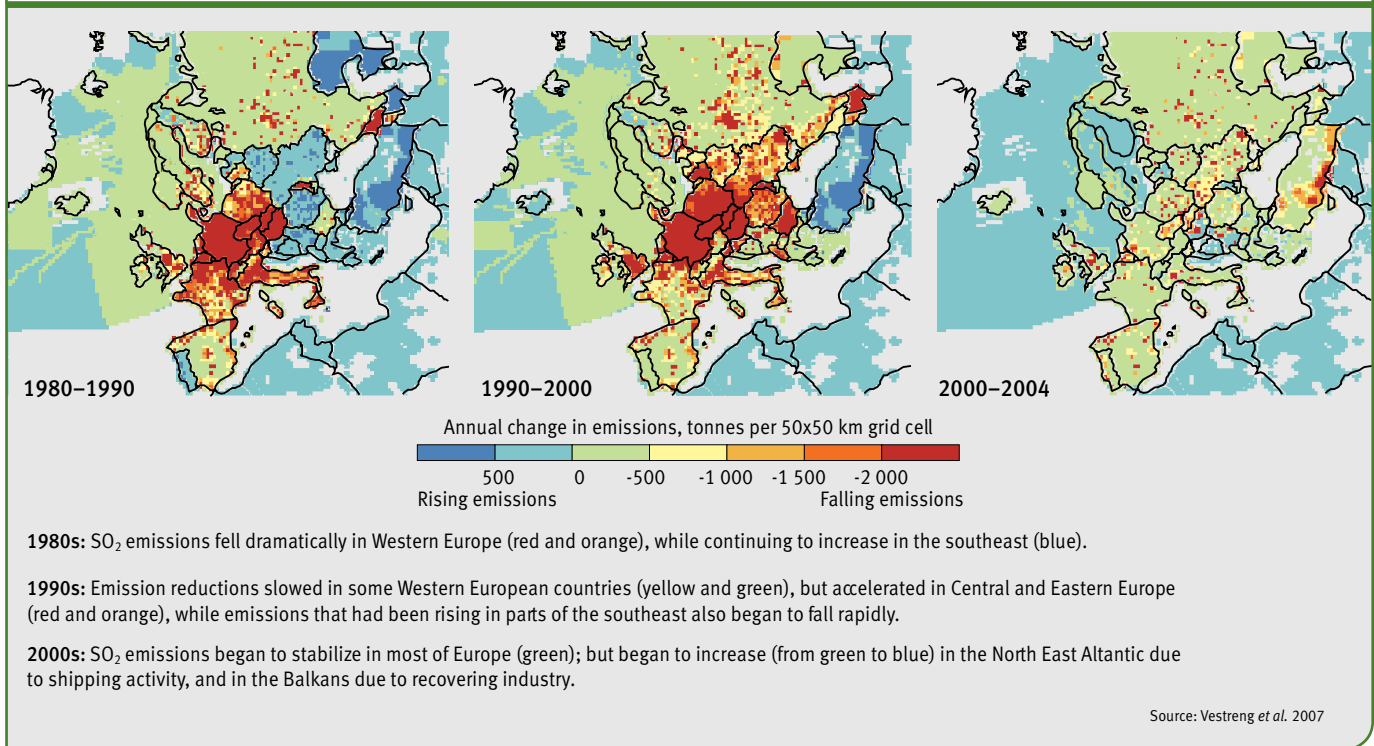 1980–1990
1990–2000
2000–2004
Annual change in emissions, tonnes per 50x50 km grid cell
500 0 -500 -1 000 -1 500 -2 000
Rising emissions Falling emissions
1980s: SO₂ emissions fell dramatically in Western Europe (red and orange), while continuing to increase in the southeast (blue).
1990s: Emission reductions slowed in some Western European countries (yellow and green), but accelerated in Central and Eastern Europe
(red and orange), while emissions that had been rising in parts of the southeast also began to fall rapidly.
2000s: SO₂ emissions began to stabilize in most of Europe (green); but began to increase (from green to blue) in the North East Altantic due
to shipping activity, and in the Balkans due to recovering industry.
Source: Vestreng et al. 2007